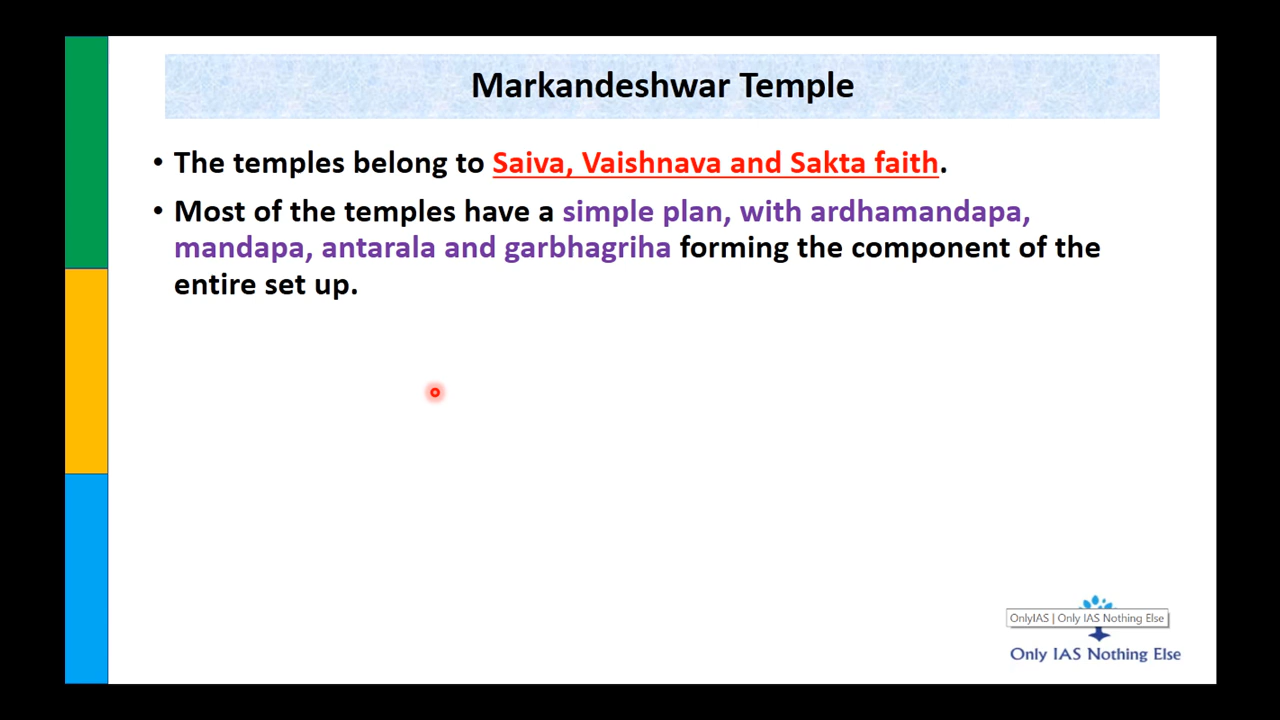 Markandeshwar Temple
• The temples belong to Saiva, Vaishnava and Sakta faith.
• Most of the temples have a simple plan, with ardhamandapa,
mandapa, antarala and garbhagriha forming the component of the
entire set up.
OnlyIAS | Only IAS Nothing Else
Only IAS Nothing Else